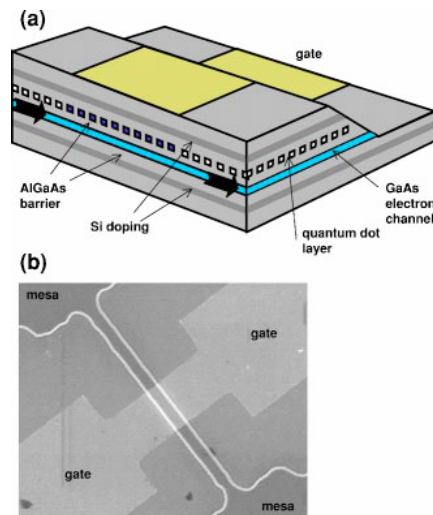 (a)
gate
AlGaAs
barrier
Si doping
quantum dot
layer
GaAs
electron
channel
(b)
mesa
gate
gate
mesa